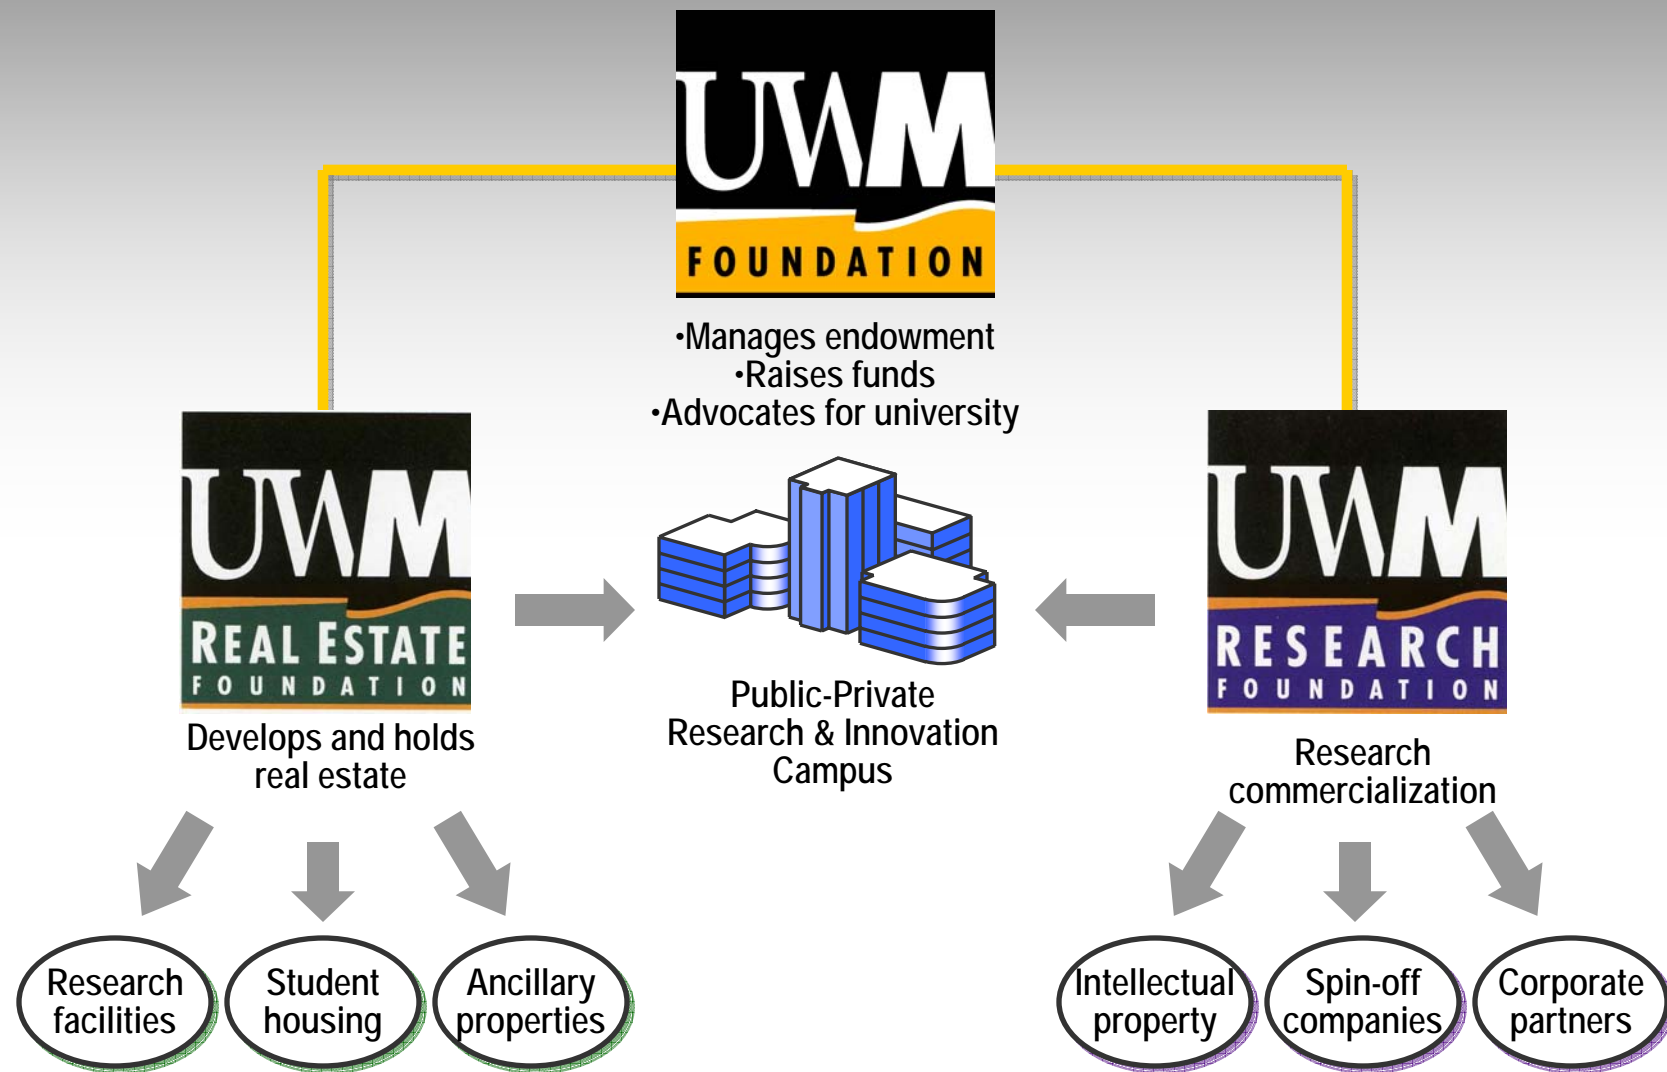 UWM
FOUNDATION
•Manages endowment
•Raises funds
•Advocates for university
UWM
REAL ESTATE
FOUNDATION
Develops and holds
real estate
Public-Private
Research & Innovation
Campus
UWM
RESEARCH
FOUNDATION
Research
commercialization
Research
facilities
Student
housing
Ancillary
properties
Intellectual
property
Spin-off
companies
Corporate
partners